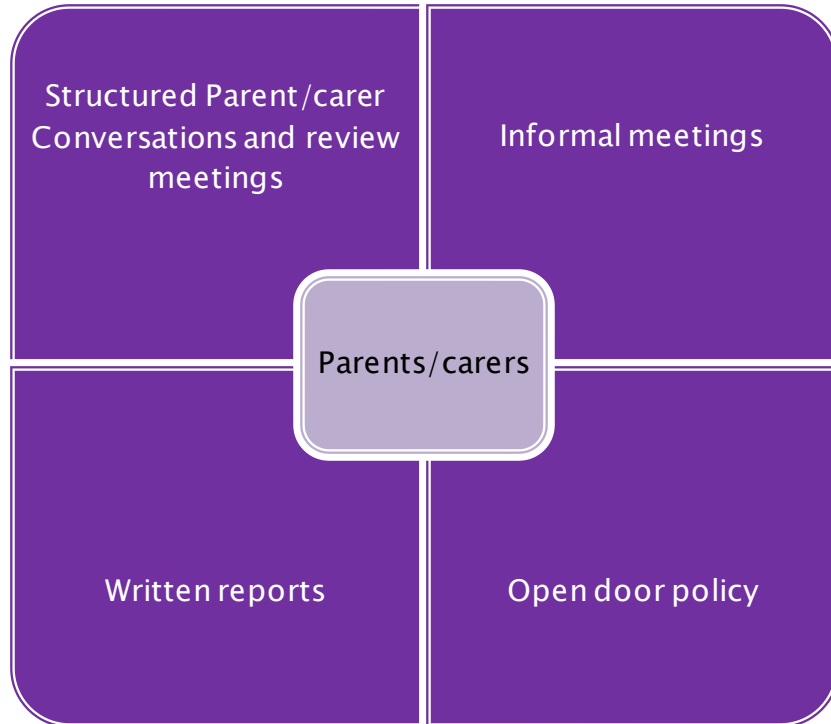 Structured Parent/carer
Conversations and review
meetings
Informal meetings
Parents/carers
Written reports
Open door policy